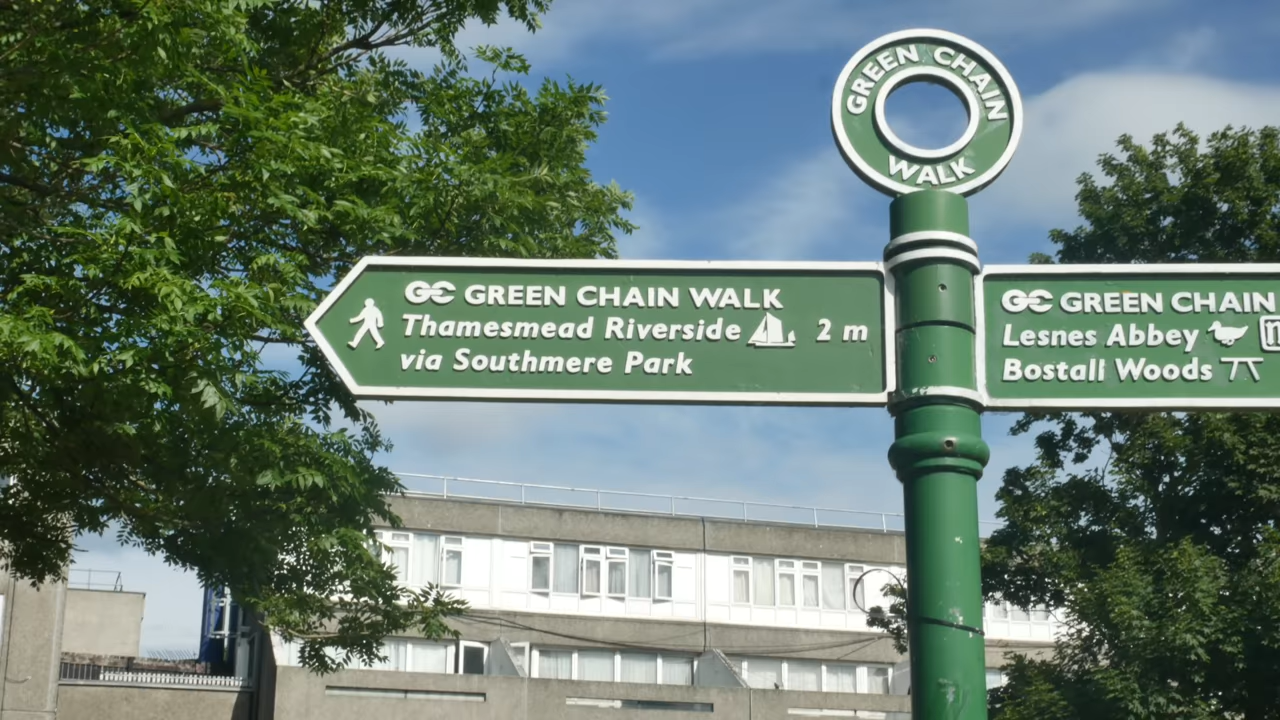 GREEN CHAIN
WALK
GC GREEN CHAIN WALK
Thamesmead Riverside 2 m
via Southmere Park
GC GREEN CHAIN
Lesnes Abbey
Bostall Woods